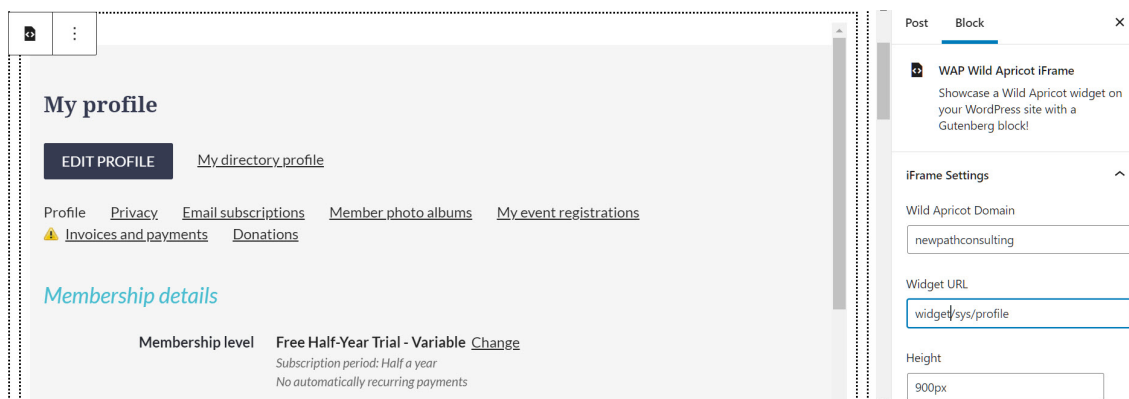 My profile
EDIT PROFILE My directory profile
Profile Privacy Email subscriptions Member photo albums My event registrations
Invoices and payments Donations
Membership details
Membership level Free Half-Year Trial - Variable Change
Subscription period: Half a year
No automatically recurring payments
Post Block
WAP Wild Apricot iFrame
Showcase a Wild Apricot widget on
your WordPress site with a
Gutenberg block!
iFrame Settings
Wild Apricot Domain
newpathconsulting
Widget URL
widget/sys/profile
Height
900px